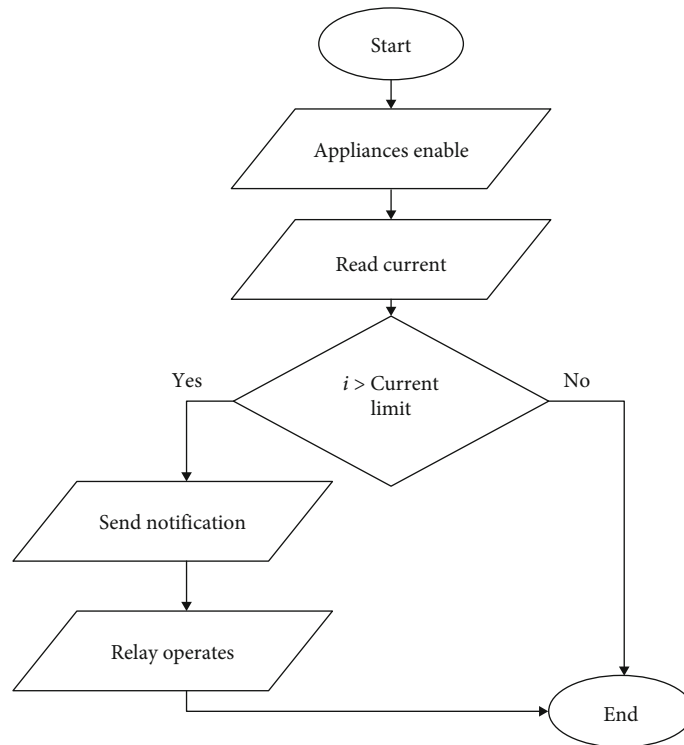 Start
Appliances enable
Read current
i > Current
limit
Yes
No
Send notification
Relay operates
End